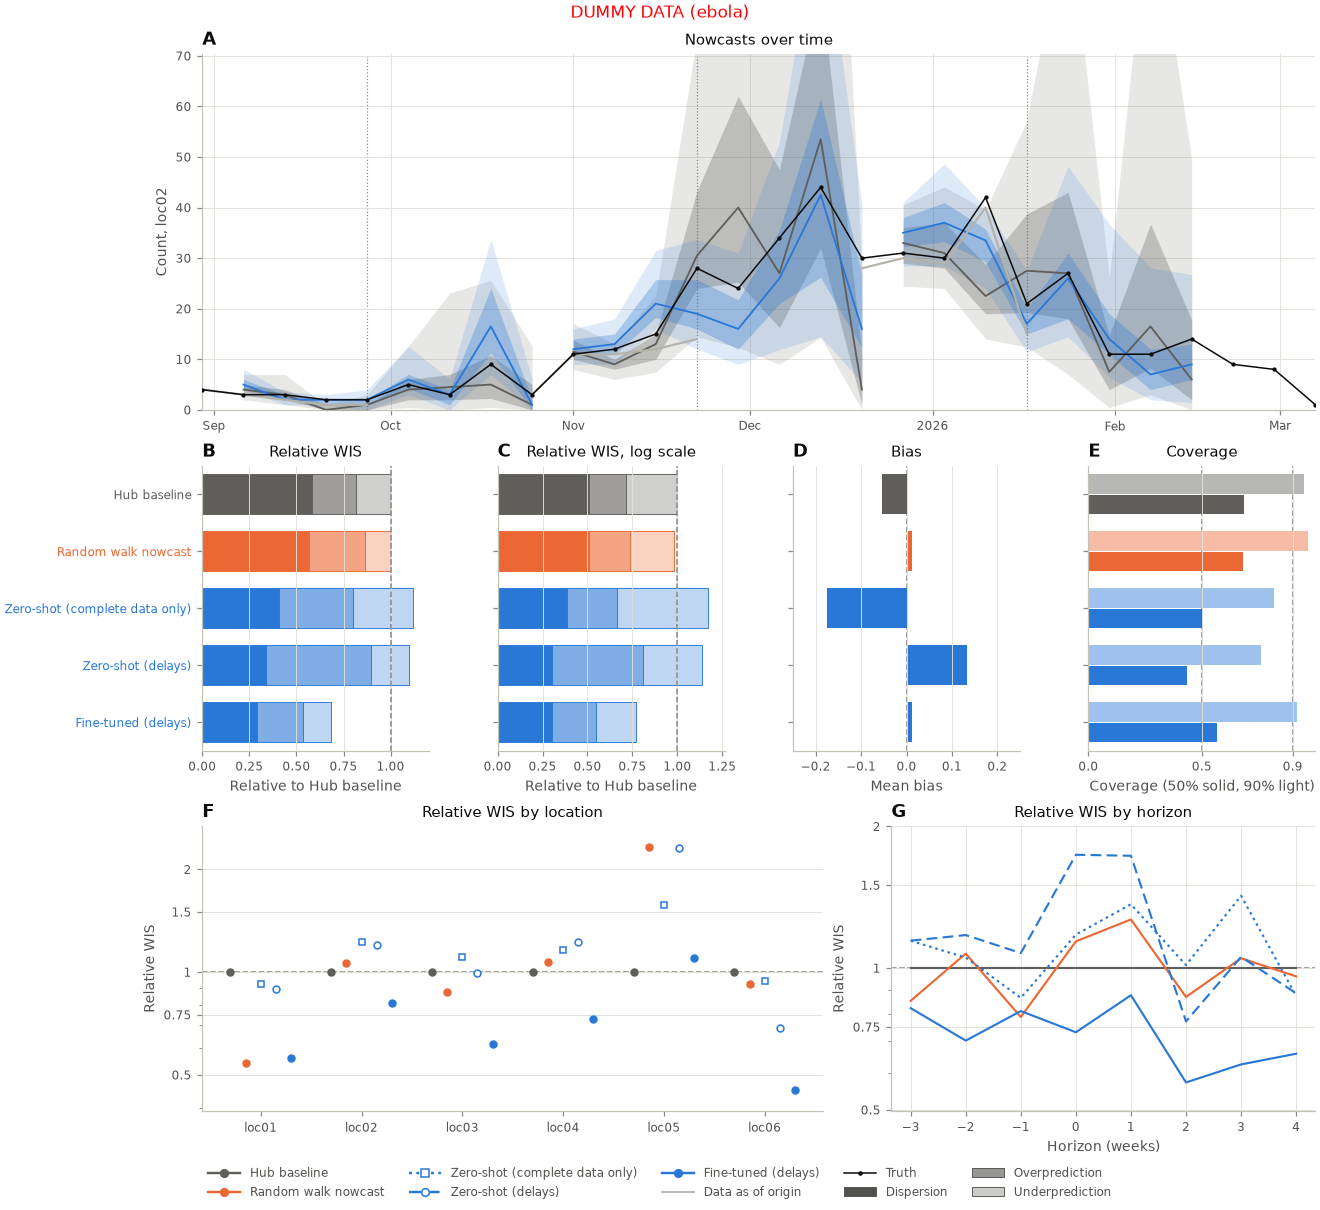 DUMMY DATA (ebola)
A
Nowcasts over time
70
60
50
40
30
20
10
0
Count, loc02
Sep Oct Nov Dec 2026 Feb Mar
B Relative WIS
C Relative WIS, log scale
D Bias
E Coverage
Hub baseline
Random walk nowcast
Zero-shot (complete data only)
Zero-shot (delays)
Fine-tuned (delays)
0.00 0.25 0.50 0.75 1.00
0.00 0.25 0.50 0.75 1.00 1.25
−0.2 −0.1 0.0 0.1 0.2
0.0 0.5 0.9
Relative to Hub baseline
Relative to Hub baseline
Mean bias
Coverage (50% solid, 90% light)
F Relative WIS by location
2
1.5
1
0.75
0.5
Relative WIS
loc01 loc02 loc03 loc04 loc05 loc06
G Relative WIS by horizon
2
1.5
1
0.75
0.5
Relative WIS
−3 −2 −1 0 1 2 3 4
Horizon (weeks)
Hub baseline
Random walk nowcast
Zero-shot (complete data only)
Zero-shot (delays)
Fine-tuned (delays)
Data as of origin
Truth
Dispersion
Overprediction
Underprediction